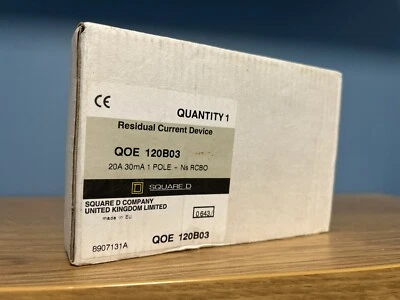 CE
QUANTITY 1
Residual Current Device
QOE 120B03
20A 30mA 1 POLE - Ns RCBO
SQUARE D
SQUARE D COMPANY
UNITED KINGDOM LIMITED
made in EU
0643
8907131A
QOE 120B03